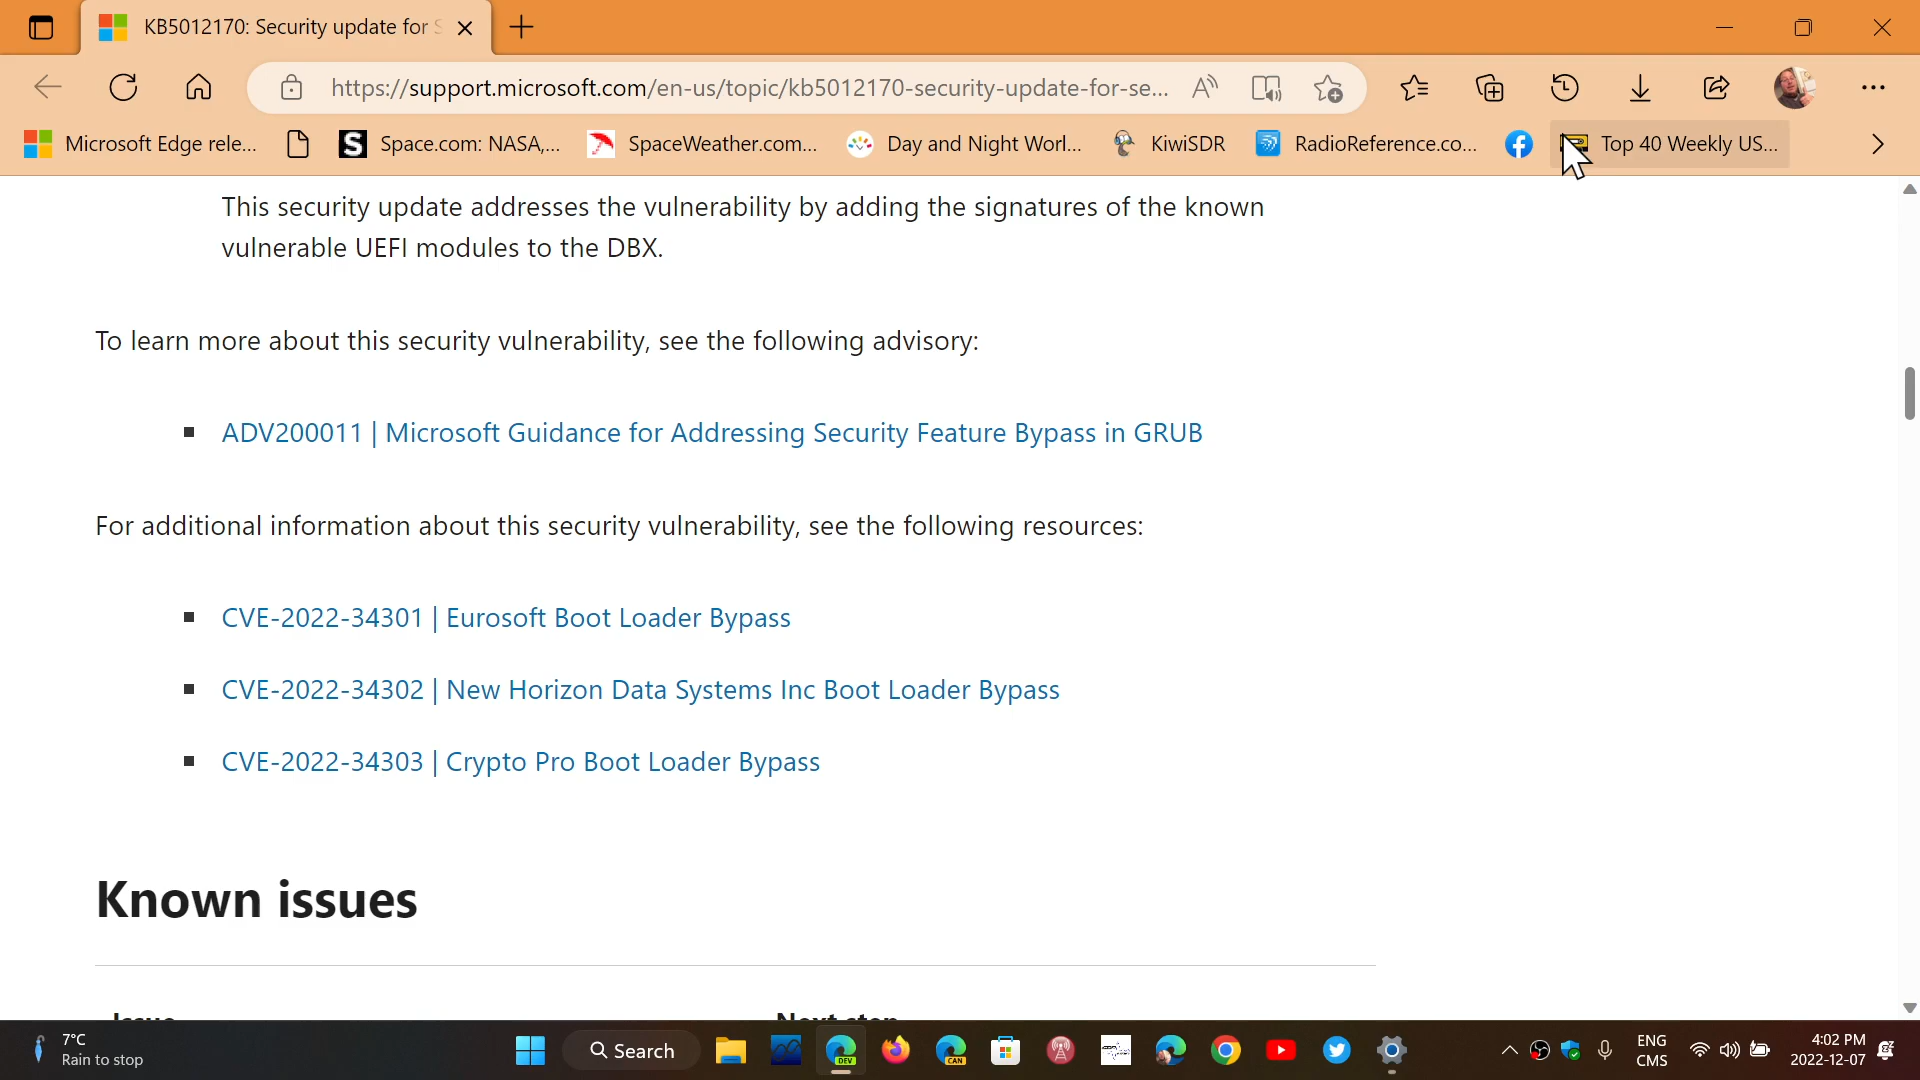 KB5012170: Security update for S
https://support.microsoft.com/en-us/topic/kb5012170-security-update-for-se...
Microsoft Edge rele...
Space.com: NASA,...
SpaceWeather.com...
Day and Night Worl...
KiwiSDR
RadioReference.co...
Top 40 Weekly US...
This security update addresses the vulnerability by adding the signatures of the known
vulnerable UEFI modules to the DBX.
To learn more about this security vulnerability, see the following advisory:
ADV200011 | Microsoft Guidance for Addressing Security Feature Bypass in GRUB
For additional information about this security vulnerability, see the following resources:
CVE-2022-34301 | Eurosoft Boot Loader Bypass
CVE-2022-34302 | New Horizon Data Systems Inc Boot Loader Bypass
CVE-2022-34303 | Crypto Pro Boot Loader Bypass
Known issues
Issue
Next step
7°C
Rain to stop
Search
DEV
CAN
ENG
CMS
4:02 PM
2022-12-07